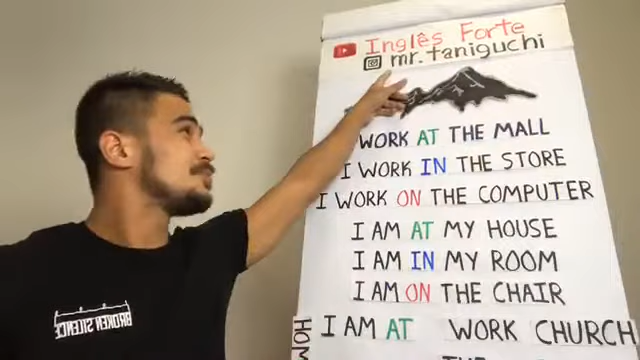 Inglês Forte
mr.taniguchi
WORK AT THE MALL
I WORK IN THE STORE
I WORK ON THE COMPUTER
I AM AT MY HOUSE
I AM IN MY ROOM
I AM ON THE CHAIR
I AM AT WORK CHURCH
BROKEN SILENCE